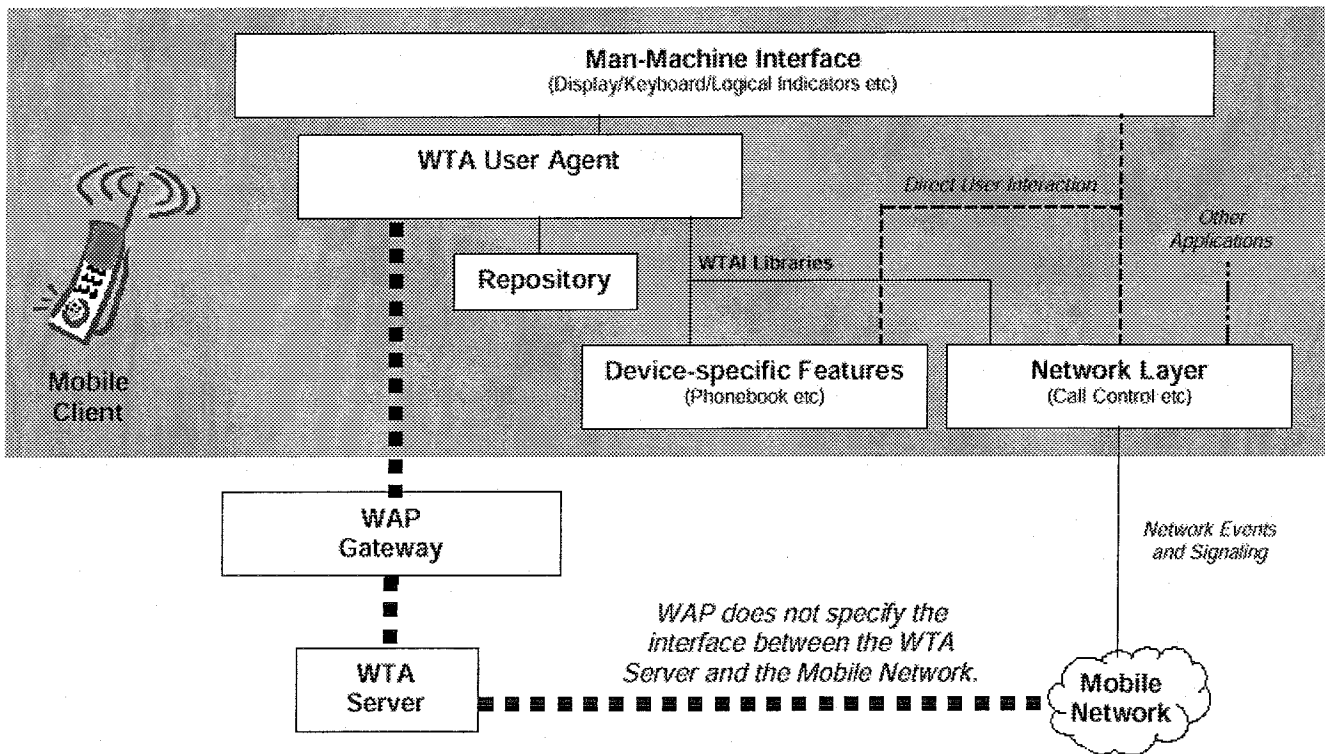 Man-Machine Interface
(Display/Keyboard/Logical Indicators etc)
WTA User Agent
Direct User Interaction
Other
Applications
Repository
WTAI Libraries
Mobile
Client
Device-specific Features
(Phonebook etc)
Network Layer
(Call Control etc)
WAP
Gateway
Network Events
and Signaling
WAP does not specify the
interface between the WTA
Server and the Mobile Network.
WTA
Server
Mobile
Network